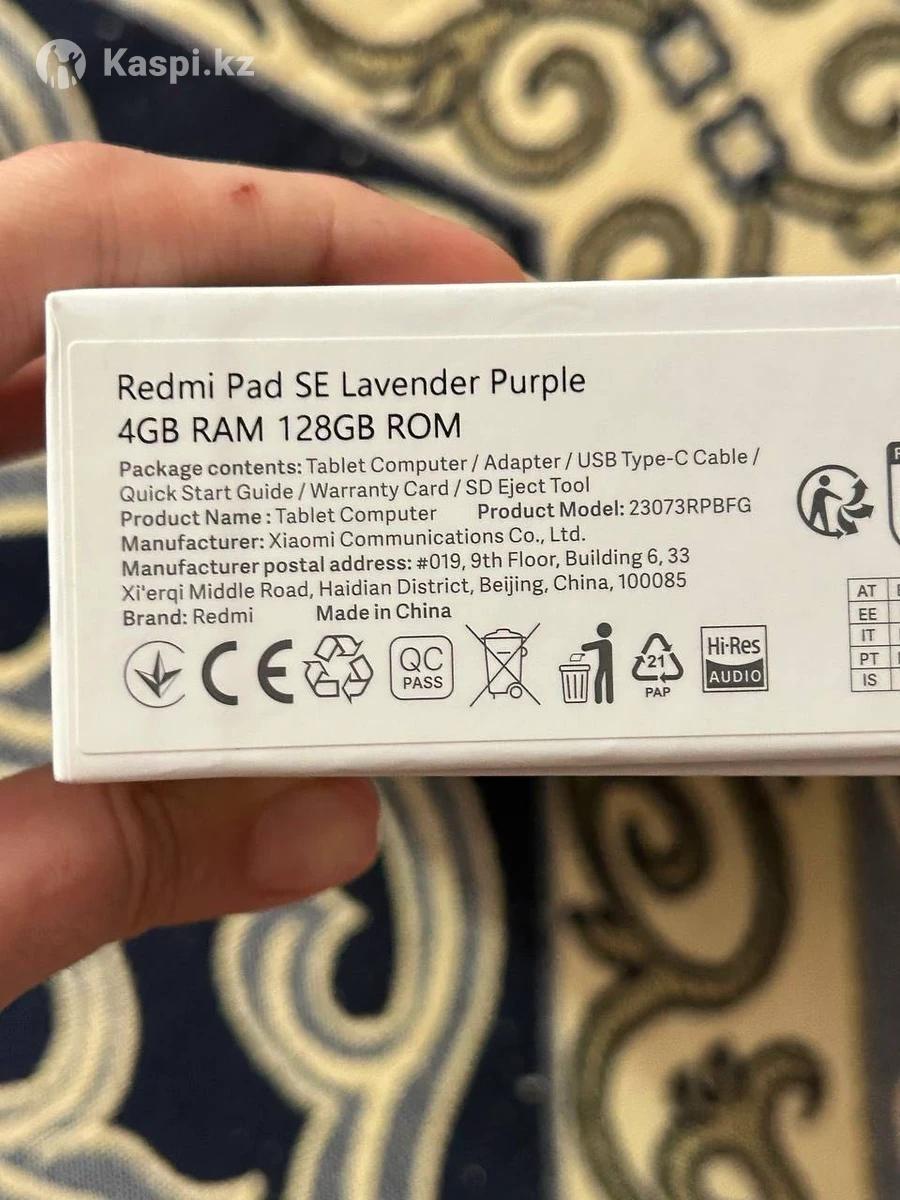 Kaspi.kz
Redmi Pad SE Lavender Purple
4GB RAM 128GB ROM
Package contents: Tablet Computer / Adapter / USB Type-C Cable /
Quick Start Guide / Warranty Card / SD Eject Tool
Product Name : Tablet Computer Product Model: 23073RPBFG
Manufacturer: Xiaomi Communications Co., Ltd.
Manufacturer postal address: #019, 9th Floor, Building 6, 33
Xi'erqi Middle Road, Haidian District, Beijing, China, 100085
Brand: Redmi Made in China
CE
QC
PASS
21
PAP
Hi-Res
AUDIO
AT
EE
IT
PT
IS